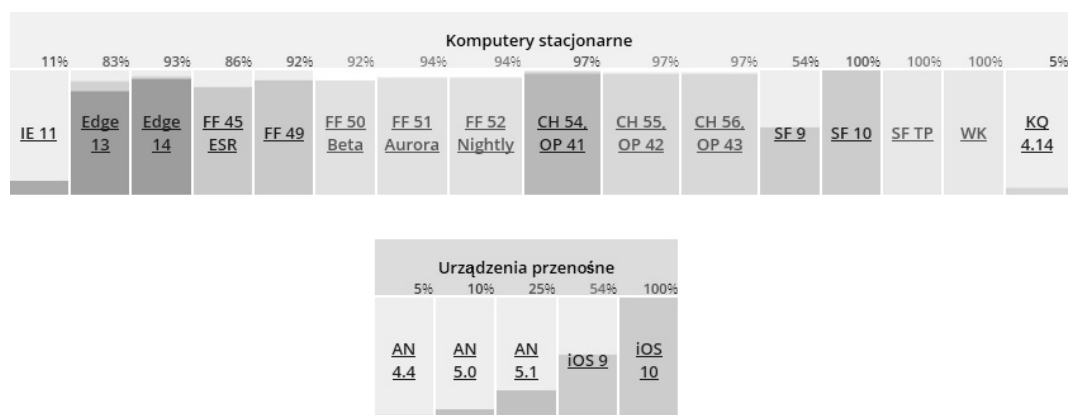 Komputery stacjonarne
11% 83% 93% 86% 92% 92% 94% 94% 97% 97% 97% 54% 100% 100% 100% 5%
IE 11 Edge 13 Edge 14 FF 45 ESR FF 49 FF 50 Beta FF 51 Aurora FF 52 Nightly CH 54, OP 41 CH 55, OP 42 CH 56, OP 43 SF 9 SF 10 SF TP WK KQ 4.14
Urządzenia przenośne
5% 10% 25% 54% 100%
AN 4.4 AN 5.0 AN 5.1 iOS 9 iOS 10